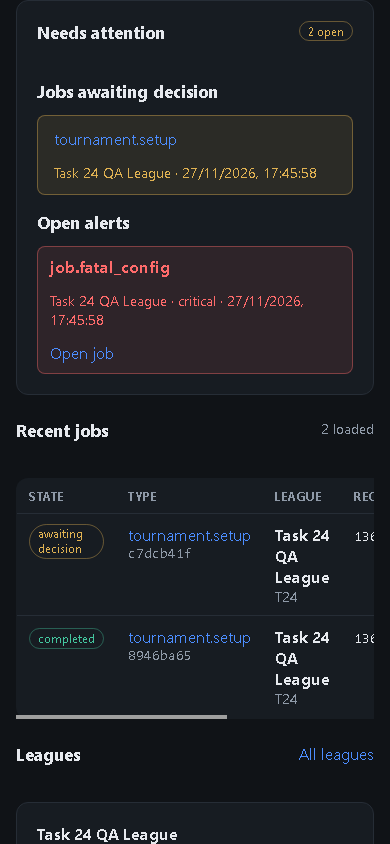 Needs attention
2 open
Jobs awaiting decision
tournament.setup
Task 24 QA League · 27/11/2026, 17:45:58
Open alerts
job.fatal_config
Task 24 QA League · critical · 27/11/2026,
17:45:58
Open job
Recent jobs
2 loaded
STATE TYPE LEAGUE REC
awaiting
decision
tournament.setup
c7dcb41f
Task 24
QA
League
T24
136
completed
tournament.setup
8946ba65
Task 24
QA
League
T24
136
Leagues
All leagues
Task 24 QA League